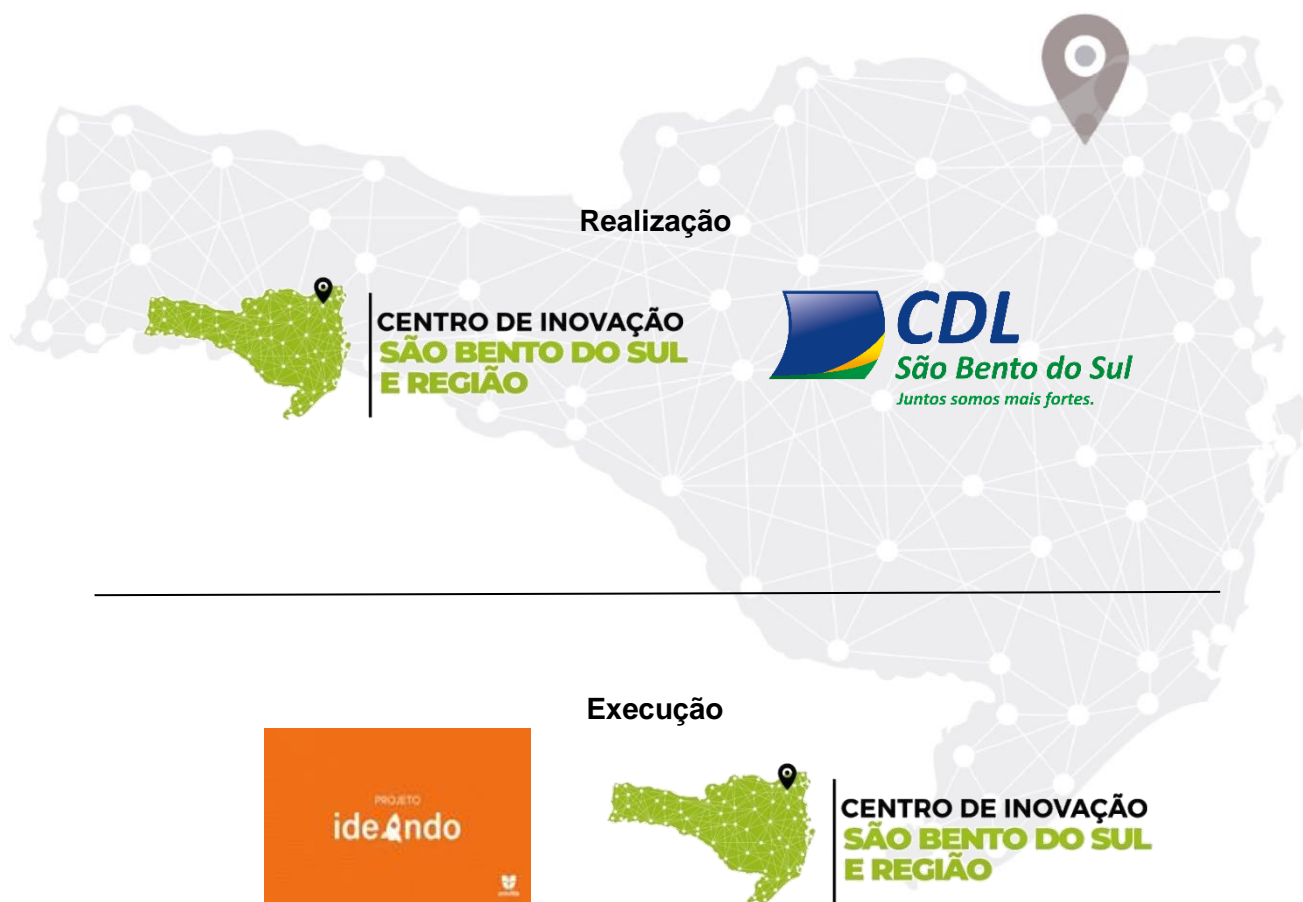 Realização
CENTRO DE INOVAÇÃO
SÃO BENTO DO SUL
E REGIÃO
CDL
São Bento do Sul
Juntos somos mais fortes.
Execução
PROJETO
ideando
CENTRO DE INOVAÇÃO
SÃO BENTO DO SUL
E REGIÃO